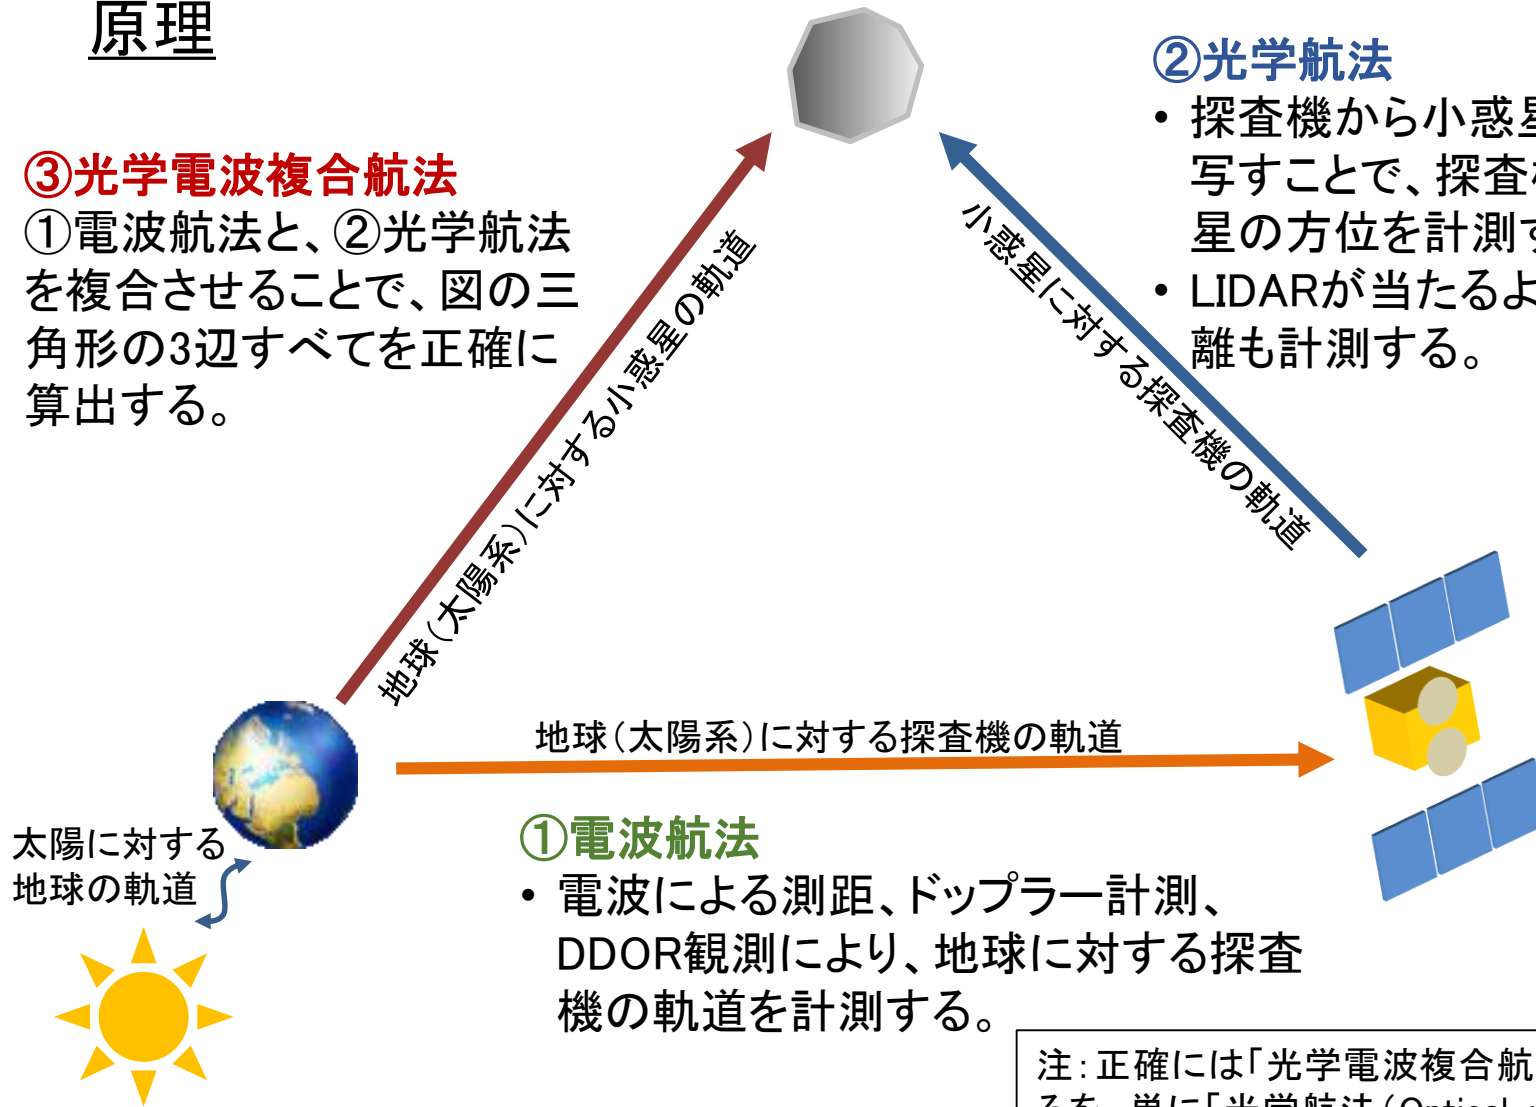 原理
③光学電波複合航法
①電波航法と、②光学航法
を複合させることで、図の三
角形の3辺すべてを正確に
算出する。
②光学航法
• 探査機から小惑星
写すことで、探査機
星の方位を計測す
• LIDARが当たるよ
離も計測する。
地球（太陽系）に対する小惑星の軌道
小惑星に対する探査機の軌道
地球（太陽系）に対する探査機の軌道
太陽に対する
地球の軌道
①電波航法
• 電波による測距、ドップラー計測、
DDOR観測により、地球に対する探査
機の軌道を計測する。
注：正確には「光学電波複合航
るを、単に「光学航法（Optical